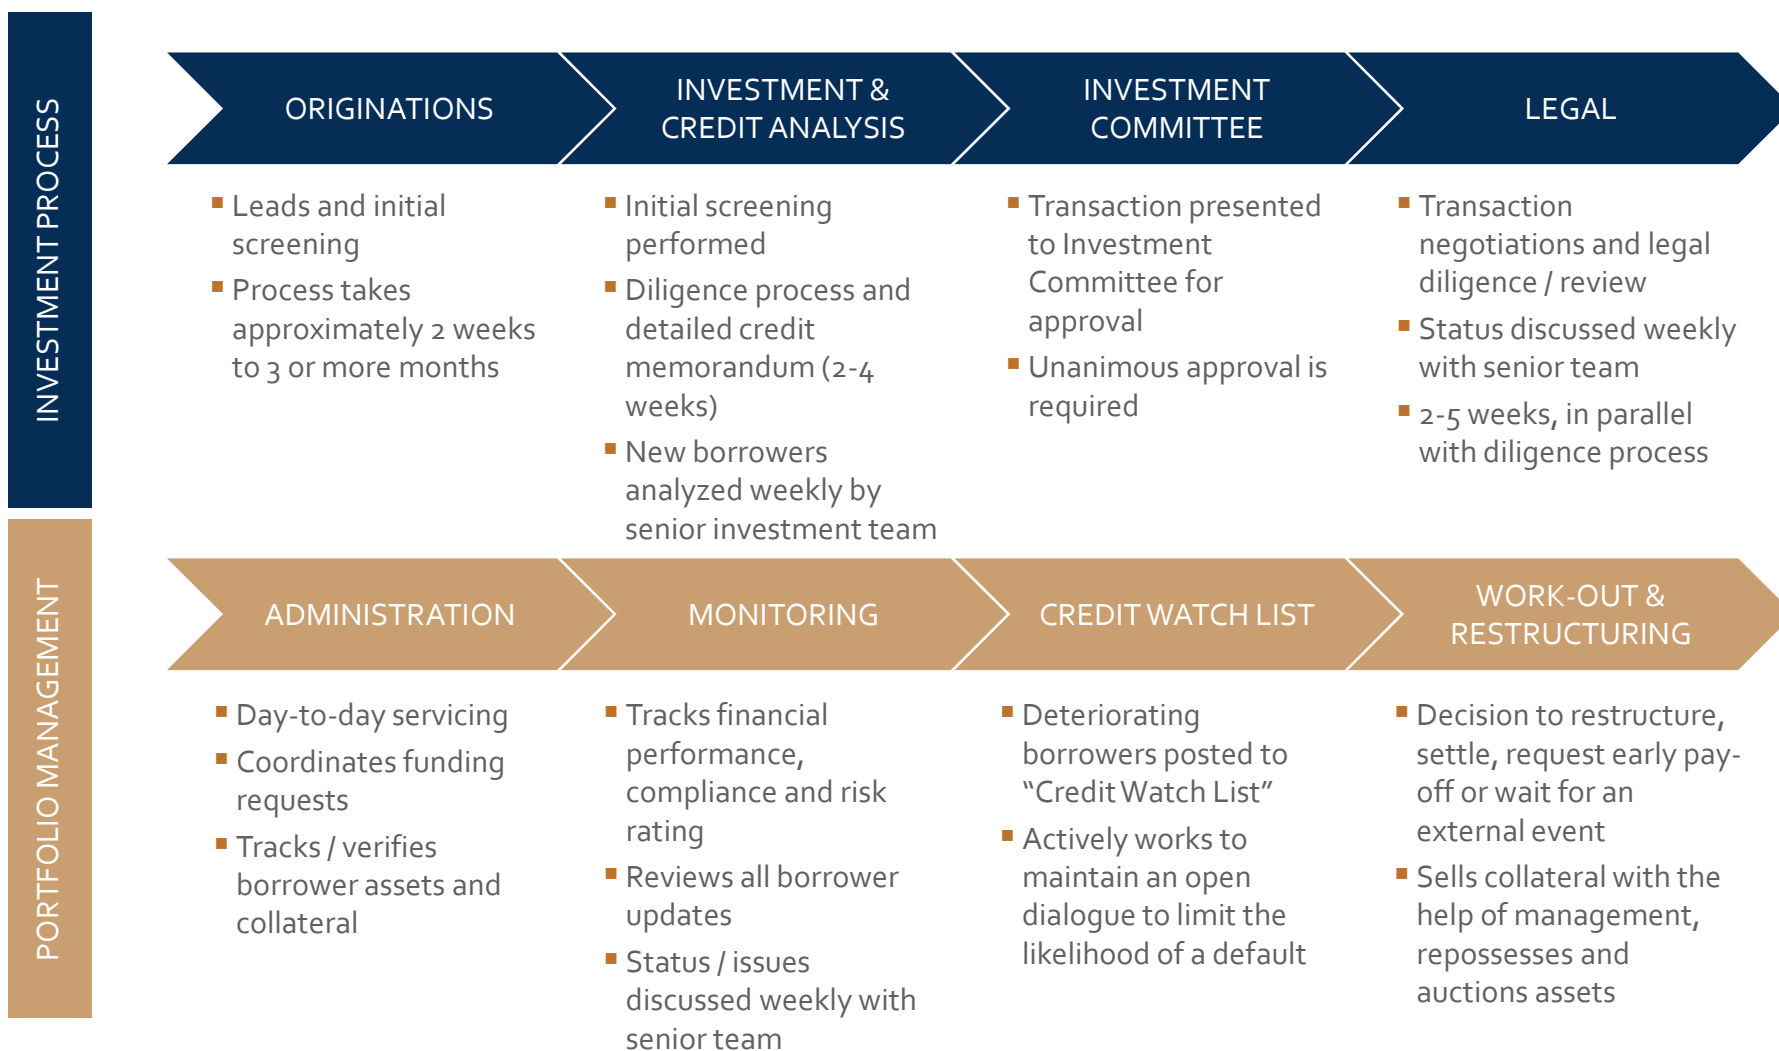 INVESTMENT PROCESS
ORIGINATIONS
▪ Leads and initial
screening
▪ Process takes
approximately 2 weeks
to 3 or more months
INVESTMENT &
CREDIT ANALYSIS
▪ Initial screening
performed
▪ Diligence process and
detailed credit
memorandum (2-4
weeks)
▪ New borrowers
analyzed weekly by
senior investment team
INVESTMENT
COMMITTEE
▪ Transaction presented
to Investment
Committee for
approval
▪ Unanimous approval is
required
LEGAL
▪ Transaction
negotiations and legal
diligence / review
▪ Status discussed weekly
with senior team
▪ 2-5 weeks, in parallel
with diligence process
PORTFOLIO MANAGEMENT
ADMINISTRATION
▪ Day-to-day servicing
▪ Coordinates funding
requests
▪ Tracks / verifies
borrower assets and
collateral
MONITORING
▪ Tracks financial
performance,
compliance and risk
rating
▪ Reviews all borrower
updates
▪ Status / issues
discussed weekly with
senior team
CREDIT WATCH LIST
▪ Deteriorating
borrowers posted to
“Credit Watch List”
▪ Actively works to
maintain an open
dialogue to limit the
likelihood of a default
WORK-OUT &
RESTRUCTURING
▪ Decision to restructure,
settle, request early pay-
off or wait for an
external event
▪ Sells collateral with the
help of management,
repossesses and
auctions assets